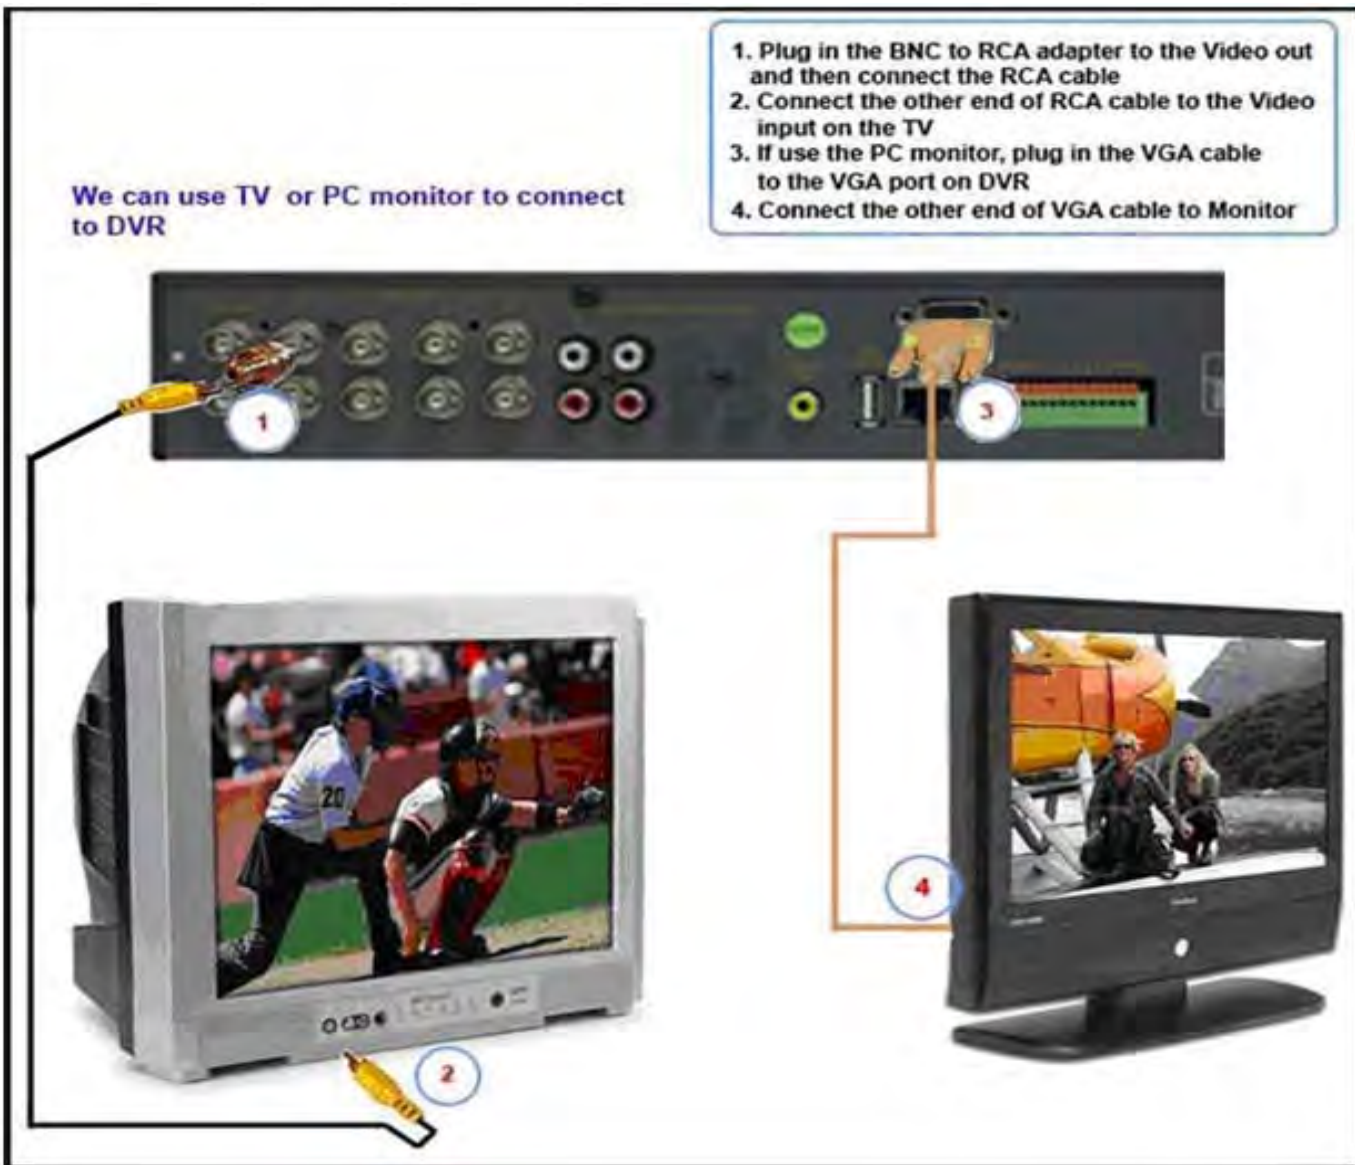 1. Plug in the BNC to RCA adapter to the Video out
and then connect the RCA cable
2. Connect the other end of RCA cable to the Video
input on the TV
3. If use the PC monitor, plug in the VGA cable
to the VGA port on DVR
4. Connect the other end of VGA cable to Monitor
We can use TV or PC monitor to connect
to DVR
1
3
20
4
2